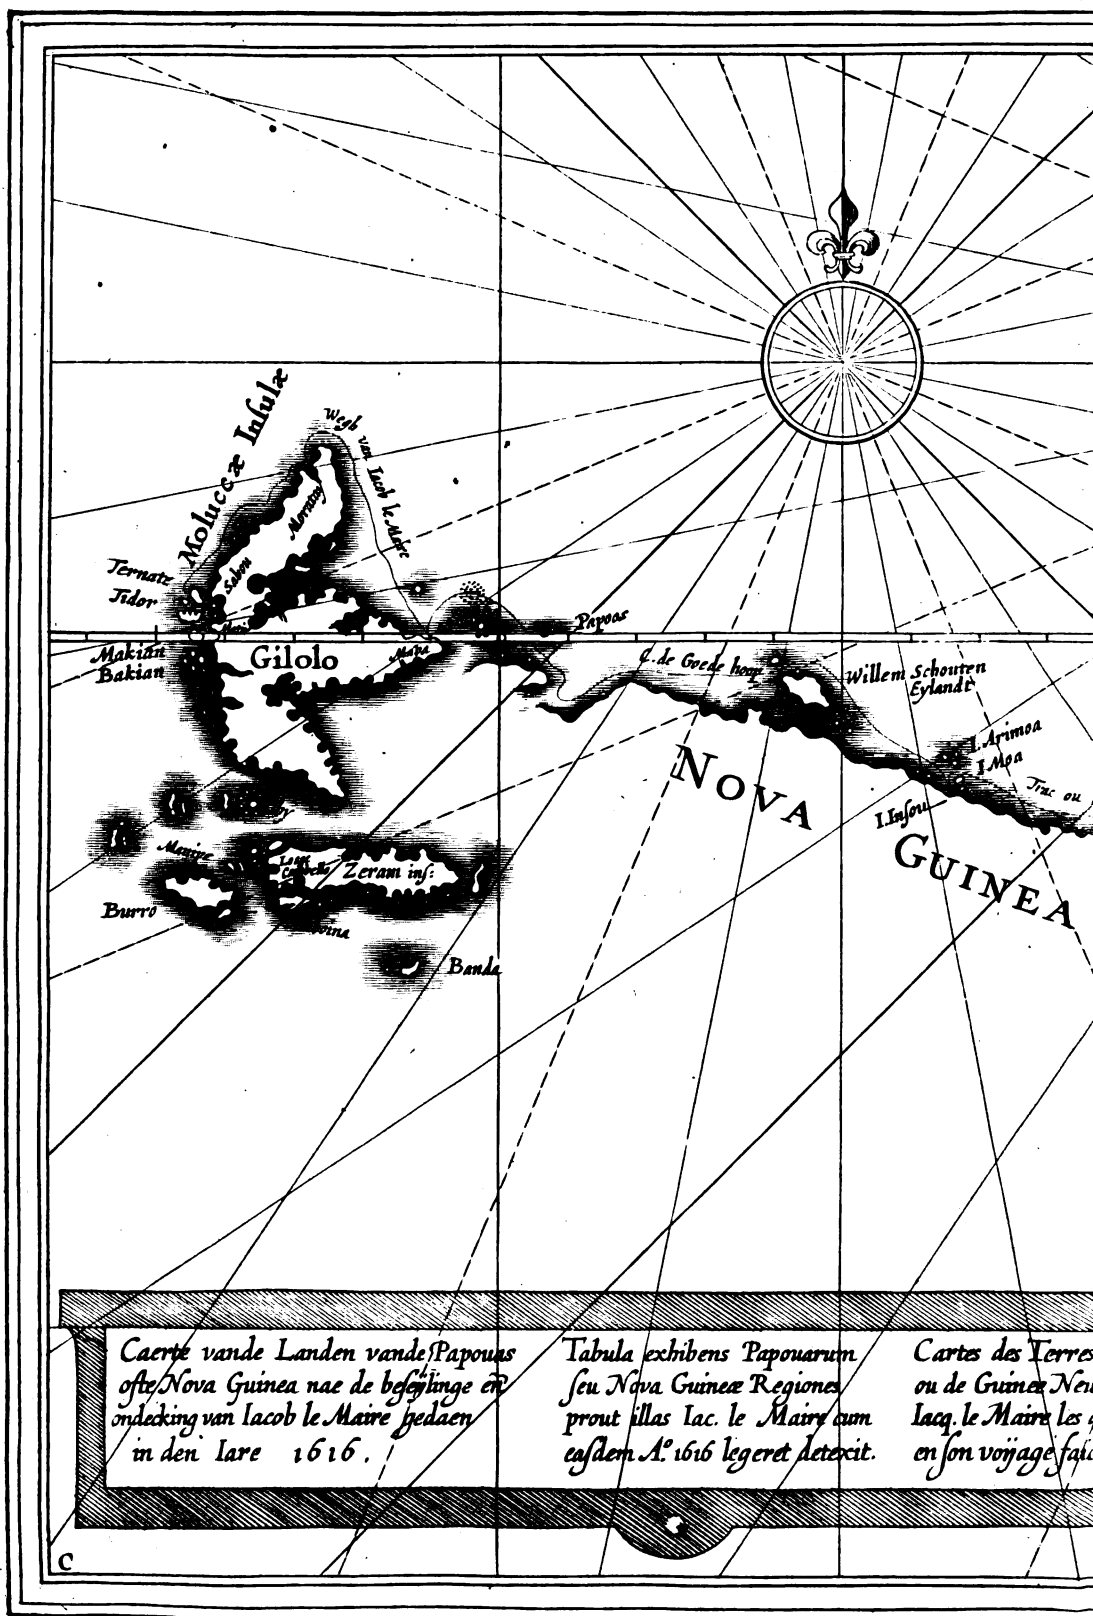 Moluccæ Inſulæ
Wegh van Iacob le Maire
Sabou
Ternate
Tidor
Papoos
Makian
Bakian
Gilolo
Mapa
C. de Goede hoop
Willem Schouten
Eylandt
I. Arimoa
I. Moa
I. Inſou
NOVA
GUINEA
Zeram inſ:
Burro
Banda
Caerte vande Landen vande Papouas
ofte Nova Guinea nae de beſeylinge en̄
ondecking van Iacob le Maire gedaen
in den Iare 1616.
Tabula exhibens Papouarum
ſeu Nova Guineæ Regiones
prout illas Iac. le Maire cum
eaſdem Aº. 1616 legeret detexit.
Cartes des Terres
ou de Guinee Neu
Iacq. le Maire les
en ſon voijage fai
C